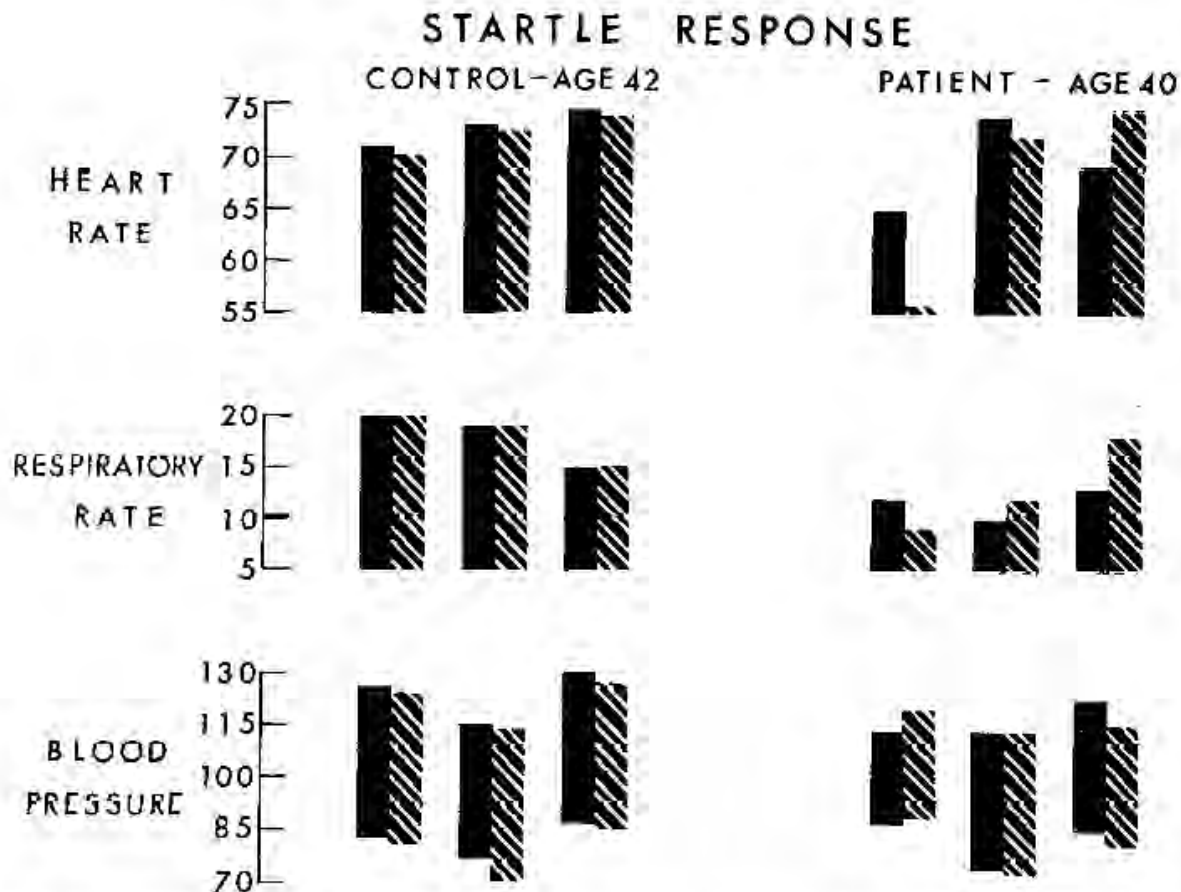 STARTLE RESPONSE
CONTROL-AGE 42
PATIENT - AGE 40
75
70
65
60
55
HEART
RATE
20
15
10
5
RESPIRATORY
RATE
130
115
100
85
70
BLOOD
PRESSURE